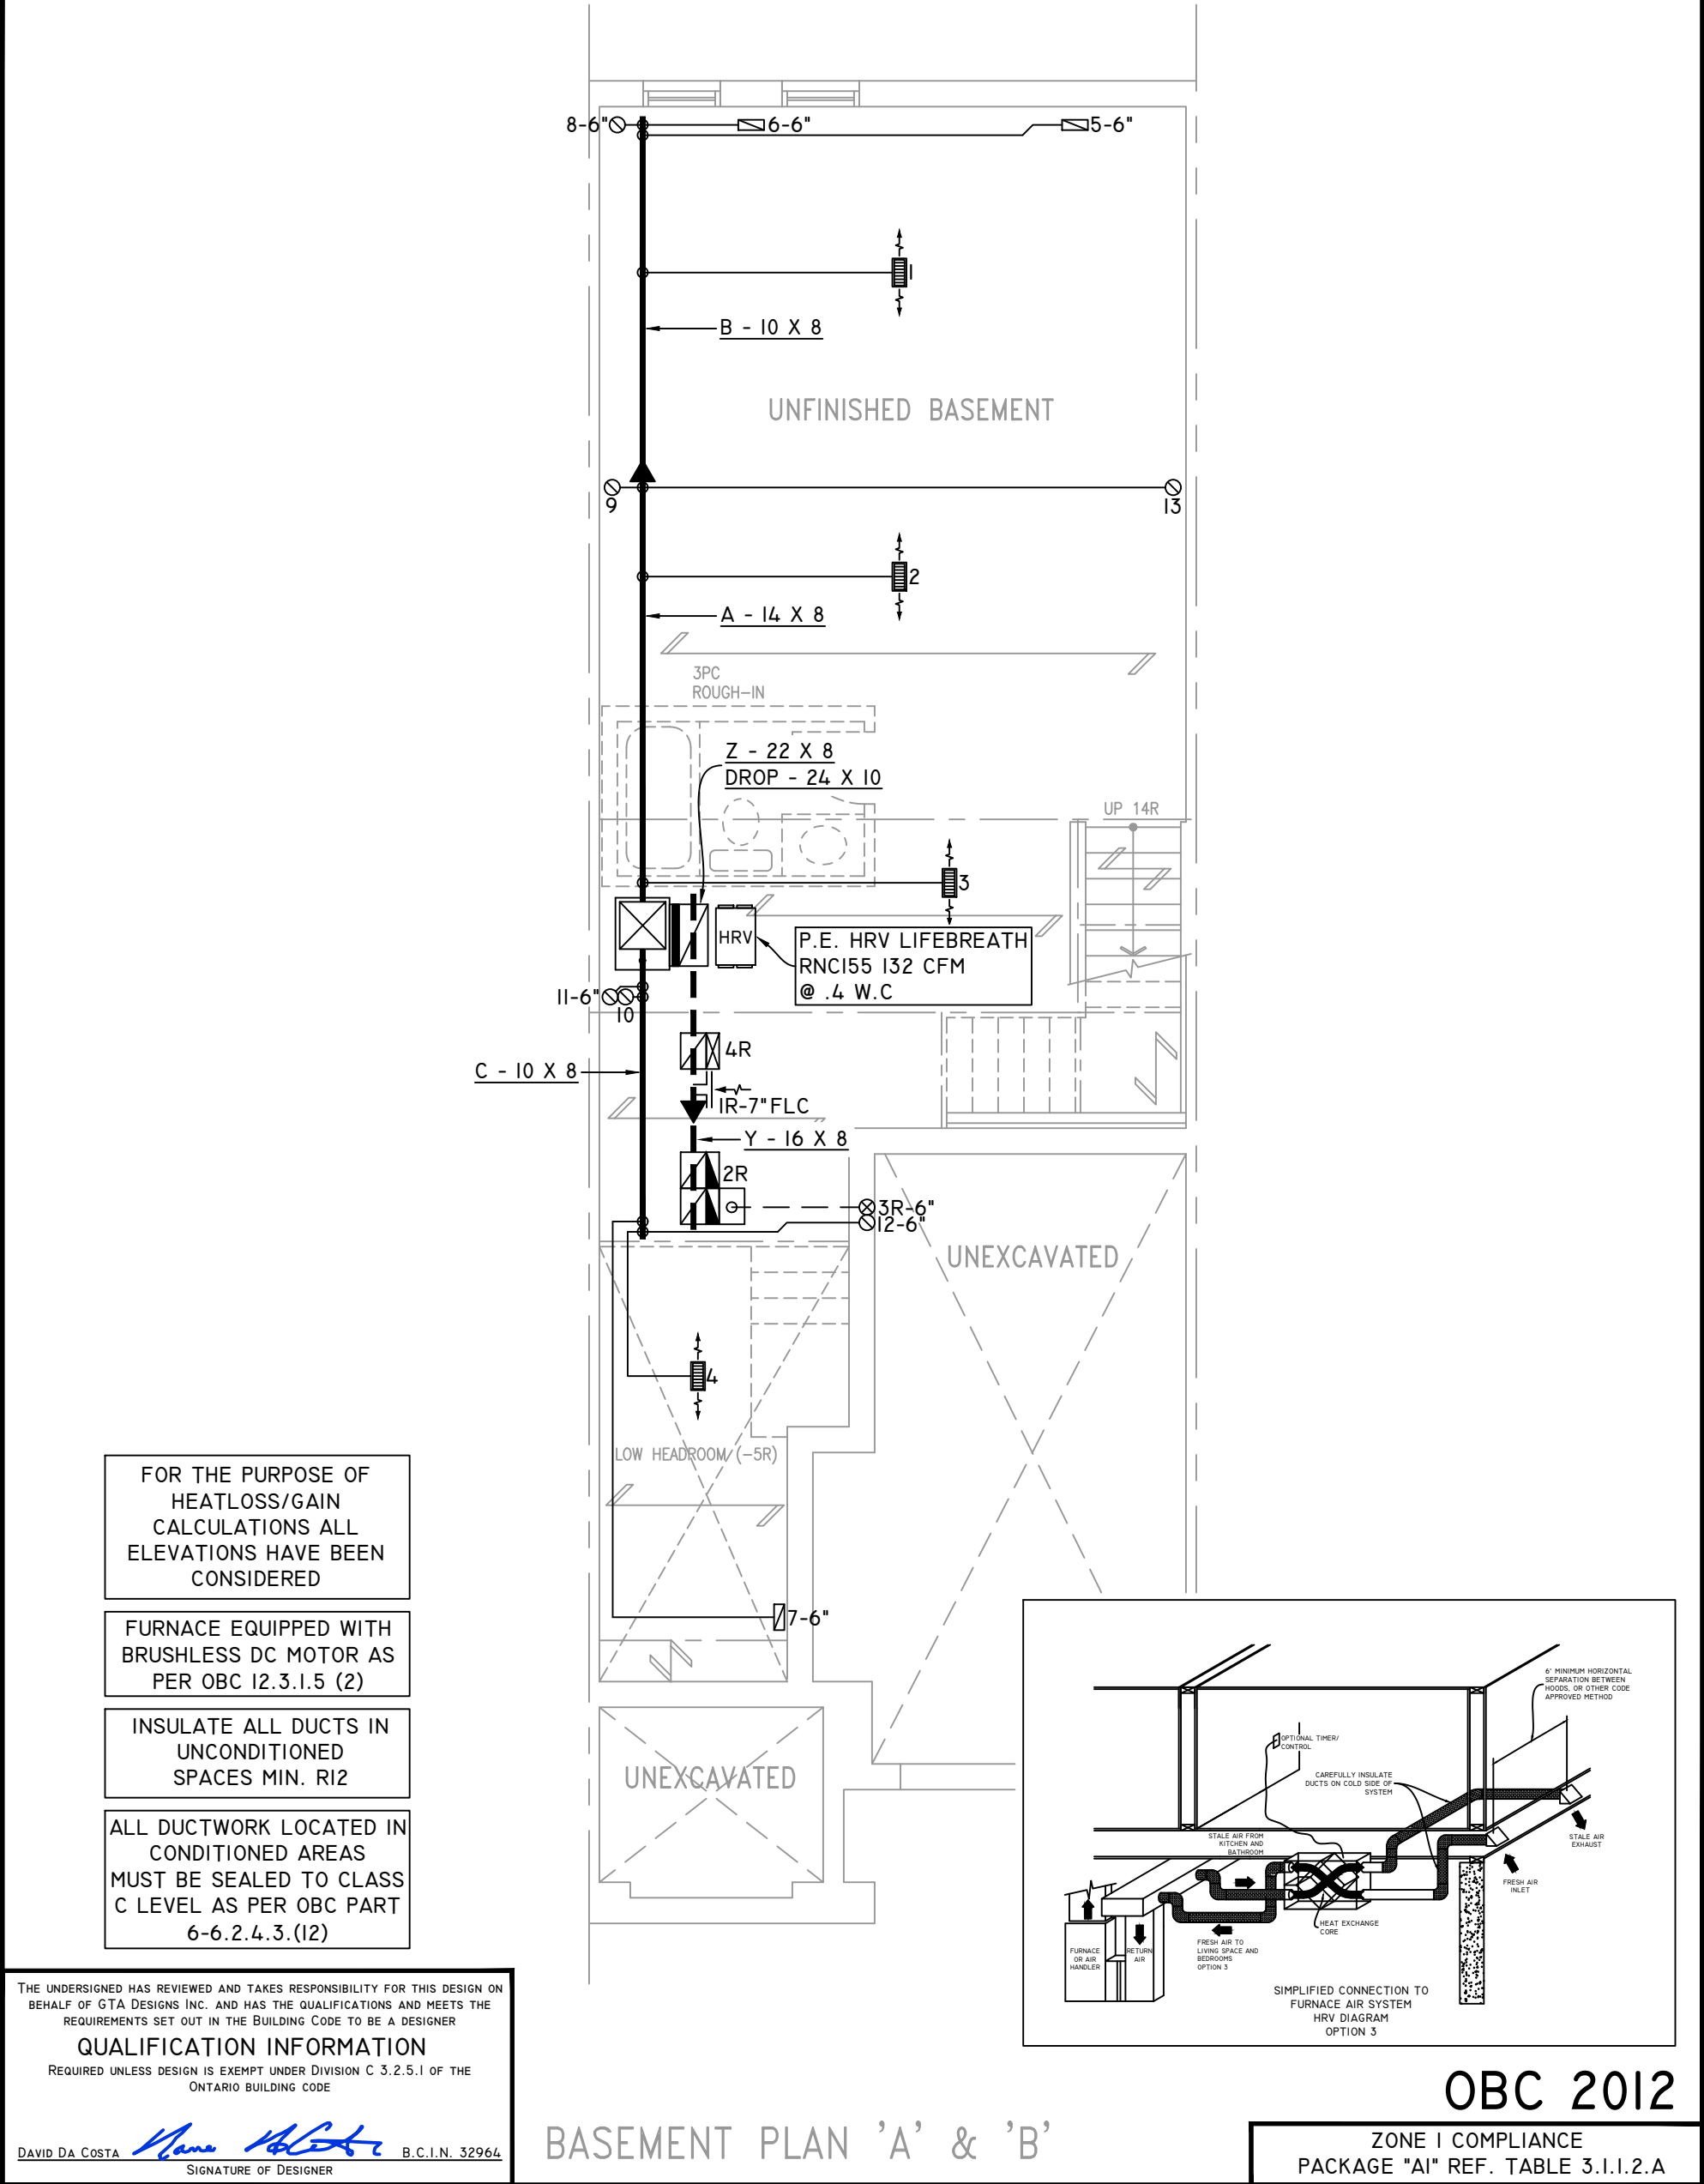 8-6"
6-6"
5-6"
1
B - 10 X 8
UNFINISHED BASEMENT
9
13
2
A - 14 X 8
3PC
ROUGH-IN
Z - 22 X 8
DROP - 24 X 10
UP 14R
3
HRV
P.E. HRV LIFEBREATH
RNC155 132 CFM
@ .4 W.C
11-6"
10
4R
C - 10 X 8
1R-7"FLC
Y - 16 X 8
2R
3R-6"
12-6"
UNEXCAVATED
4
LOW HEADROOM (-5R)
7-6"
UNEXCAVATED
FOR THE PURPOSE OF
HEATLOSS/GAIN
CALCULATIONS ALL
ELEVATIONS HAVE BEEN
CONSIDERED
FURNACE EQUIPPED WITH
BRUSHLESS DC MOTOR AS
PER OBC 12.3.1.5 (2)
INSULATE ALL DUCTS IN
UNCONDITIONED
SPACES MIN. R12
ALL DUCTWORK LOCATED IN
CONDITIONED AREAS
MUST BE SEALED TO CLASS
C LEVEL AS PER OBC PART
6-6.2.4.3.(12)
6' MINIMUM HORIZONTAL
SEPARATION BETWEEN
HOODS, OR OTHER CODE
APPROVED METHOD
OPTIONAL TIMER/
CONTROL
CAREFULLY INSULATE
DUCTS ON COLD SIDE OF
SYSTEM
STALE AIR FROM
KITCHEN AND
BATHROOM
STALE AIR
EXHAUST
FRESH AIR
INLET
HEAT EXCHANGE
CORE
FURNACE
OR AIR
HANDLER
RETURN
AIR
FRESH AIR TO
LIVING SPACE AND
BEDROOMS
OPTION 3
SIMPLIFIED CONNECTION TO
FURNACE AIR SYSTEM
HRV DIAGRAM
OPTION 3
THE UNDERSIGNED HAS REVIEWED AND TAKES RESPONSIBILITY FOR THIS DESIGN ON
BEHALF OF GTA DESIGNS INC. AND HAS THE QUALIFICATIONS AND MEETS THE
REQUIREMENTS SET OUT IN THE BUILDING CODE TO BE A DESIGNER
QUALIFICATION INFORMATION
REQUIRED UNLESS DESIGN IS EXEMPT UNDER DIVISION C 3.2.5.1 OF THE
ONTARIO BUILDING CODE
DAVID DA COSTA B.C.I.N. 32964
SIGNATURE OF DESIGNER
BASEMENT PLAN 'A' & 'B'
OBC 2012
ZONE 1 COMPLIANCE
PACKAGE "A1" REF. TABLE 3.1.1.2.A